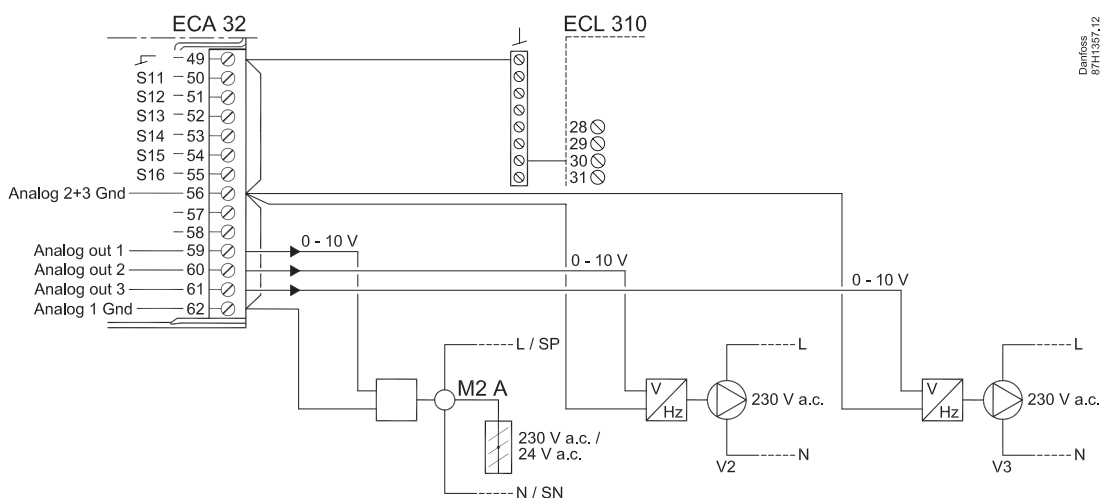 ECA 32
ECL 310
Danfoss
87H1357.12
49
S11 50
S12 51
S13 52
S14 53
S15 54
S16 55
Analog 2+3 Gnd 56
57
58
Analog out 1 59
Analog out 2 60
Analog out 3 61
Analog 1 Gnd 62
28
29
30
31
0 - 10 V
0 - 10 V
0 - 10 V
L / SP
M2 A
230 V a.c. /
24 V a.c.
N / SN
V
Hz
L
230 V a.c.
N
V2
V
Hz
L
230 V a.c.
N
V3